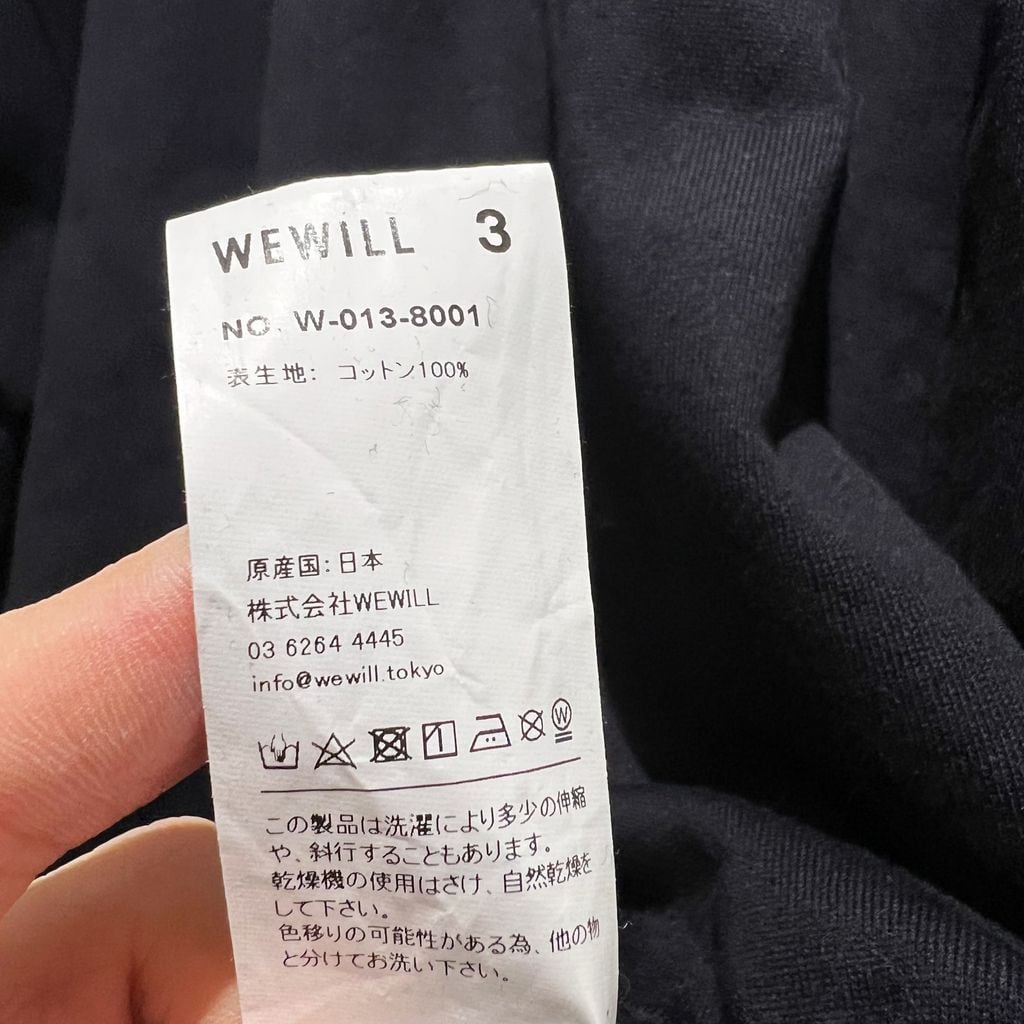 WEWILL 3
NO. W-013-8001
表生地: コットン100%
原産国:日本
株式会社WEWILL
03 6264 4445
info@wewill.tokyo
W
この製品は洗濯により多少の伸縮
や、斜行することもあります。
乾燥機の使用はさけ、自然乾燥を
して下さい。
色移りの可能性がある為、他の物
と分けてお洗い下さい。